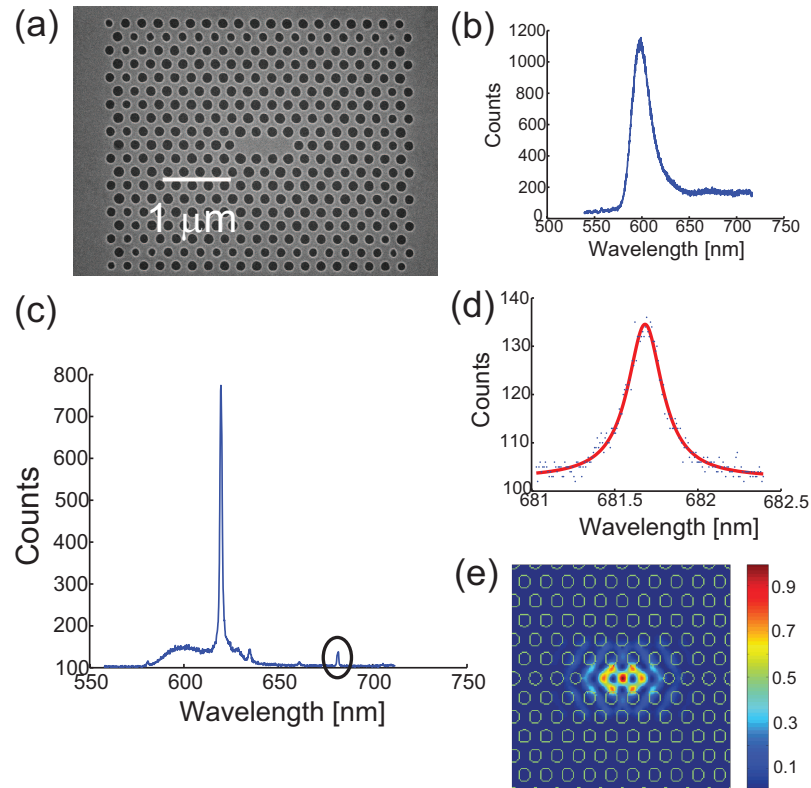 (a)
1 μm
(b)
1200
1000
800
600
400
200
0
500 550 600 650 700 750
Counts
Wavelength [nm]
(c)
800
700
600
500
400
300
200
100
550 600 650 700 750
Counts
Wavelength [nm]
(d)
140
130
120
110
100
681 681.5 682 682.5
Counts
Wavelength [nm]
(e)
0.9
0.7
0.5
0.3
0.1